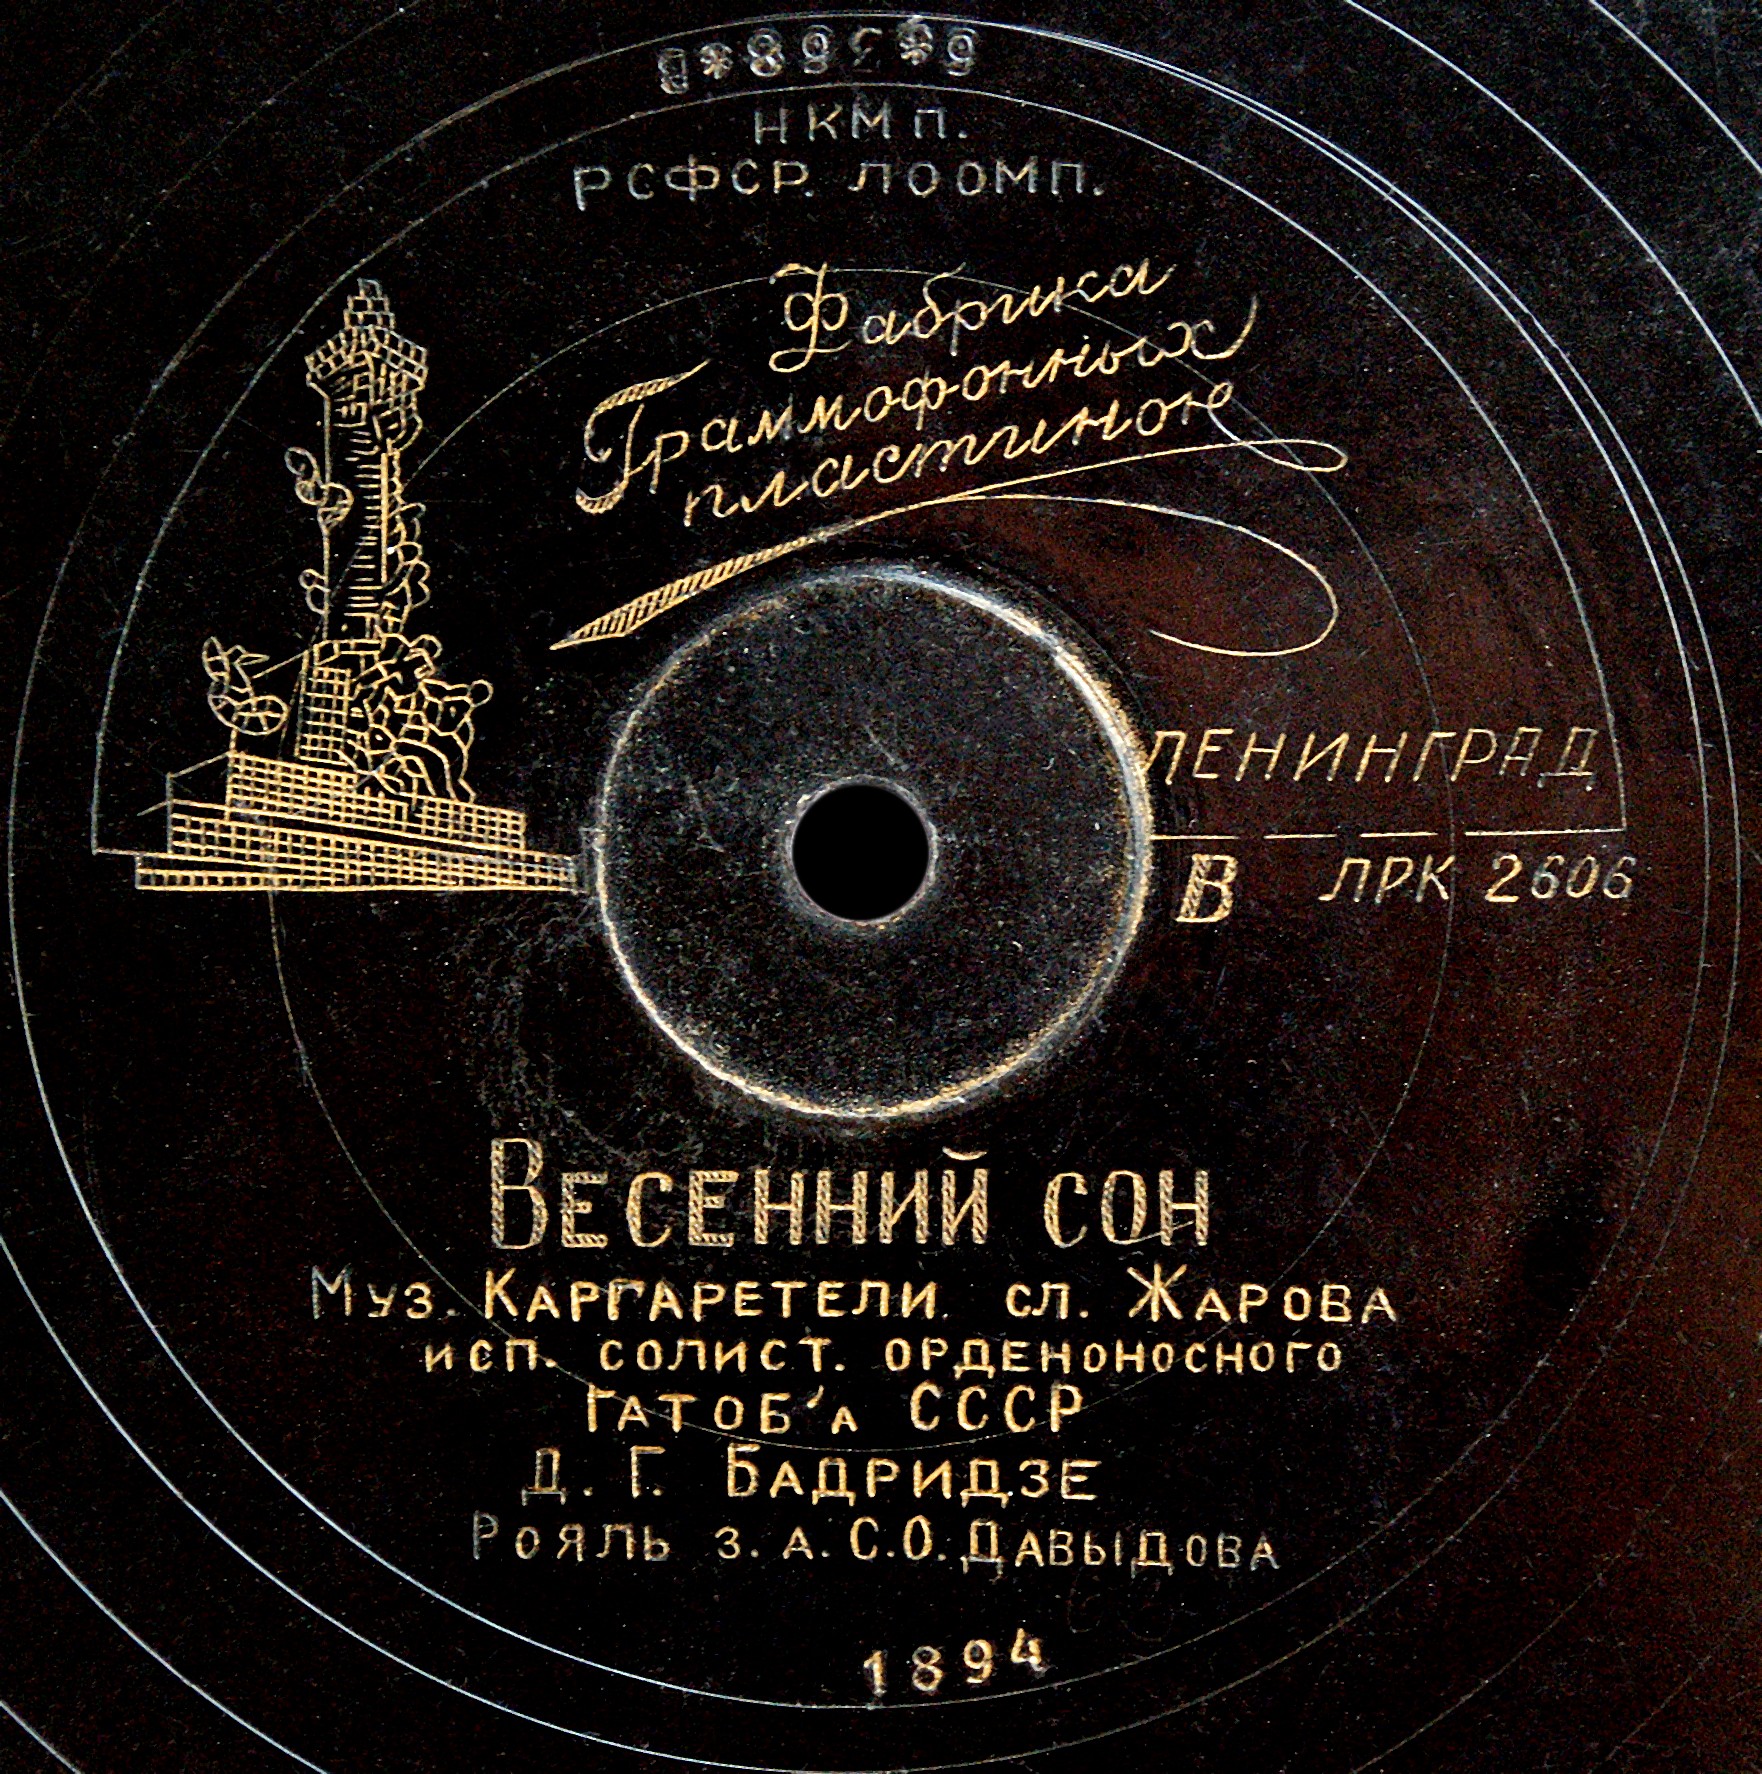 НКМП.
РСФСР. ЛООМП.
Фабрика
Граммофонных
пластинок
ЛЕНИНГРАД
В ЛРК 2606
ВЕСЕННИЙ СОН
Муз. КАРГАРЕТЕЛИ. сл. ЖАРОВА
исп. солист. орденоносного
ГАТОБ'а СССР
Д. Г. БАДРИДЗЕ
Рояль з. а. С.О. ДАВЫДОВА
1894